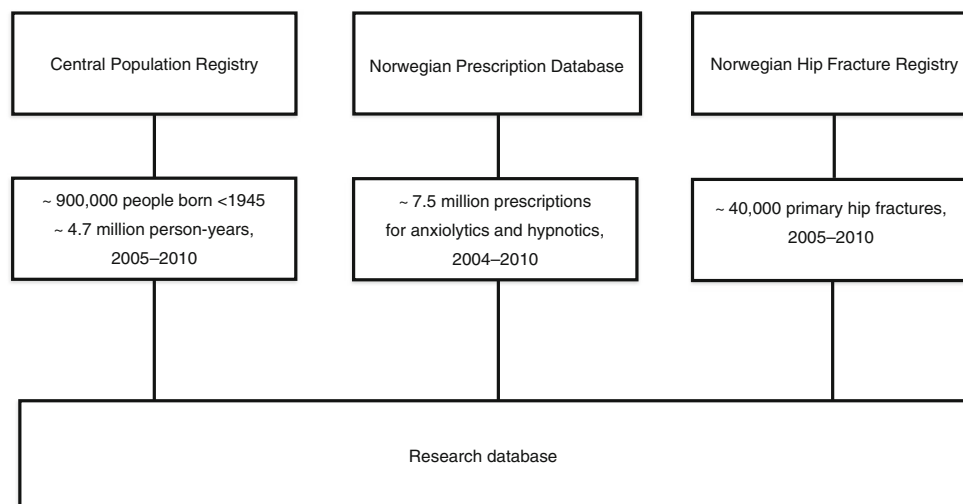 Central Population Registry
Norwegian Prescription Database
Norwegian Hip Fracture Registry
~ 900,000 people born <1945
~ 4.7 million person-years,
2005–2010
~ 7.5 million prescriptions
for anxiolytics and hypnotics,
2004–2010
~ 40,000 primary hip fractures,
2005–2010
Research database